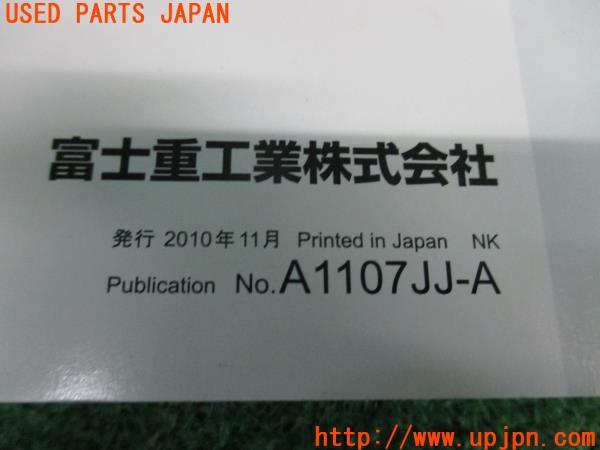 USED PARTS JAPAN
富士重工業株式会社
発行 2010年11月 Printed in Japan NK
Publication No. A1107JJ-A
http://www.upjpn.com/